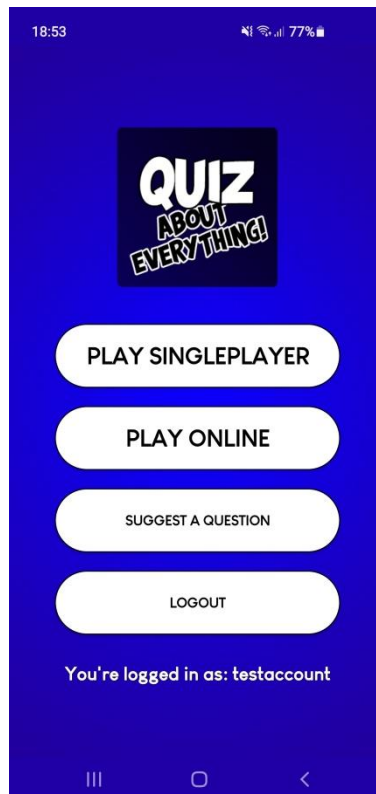 18:53 77%
QUIZ
ABOUT
EVERYTHING!
PLAY SINGLEPLAYER
PLAY ONLINE
SUGGEST A QUESTION
LOGOUT
You're logged in as: testaccount